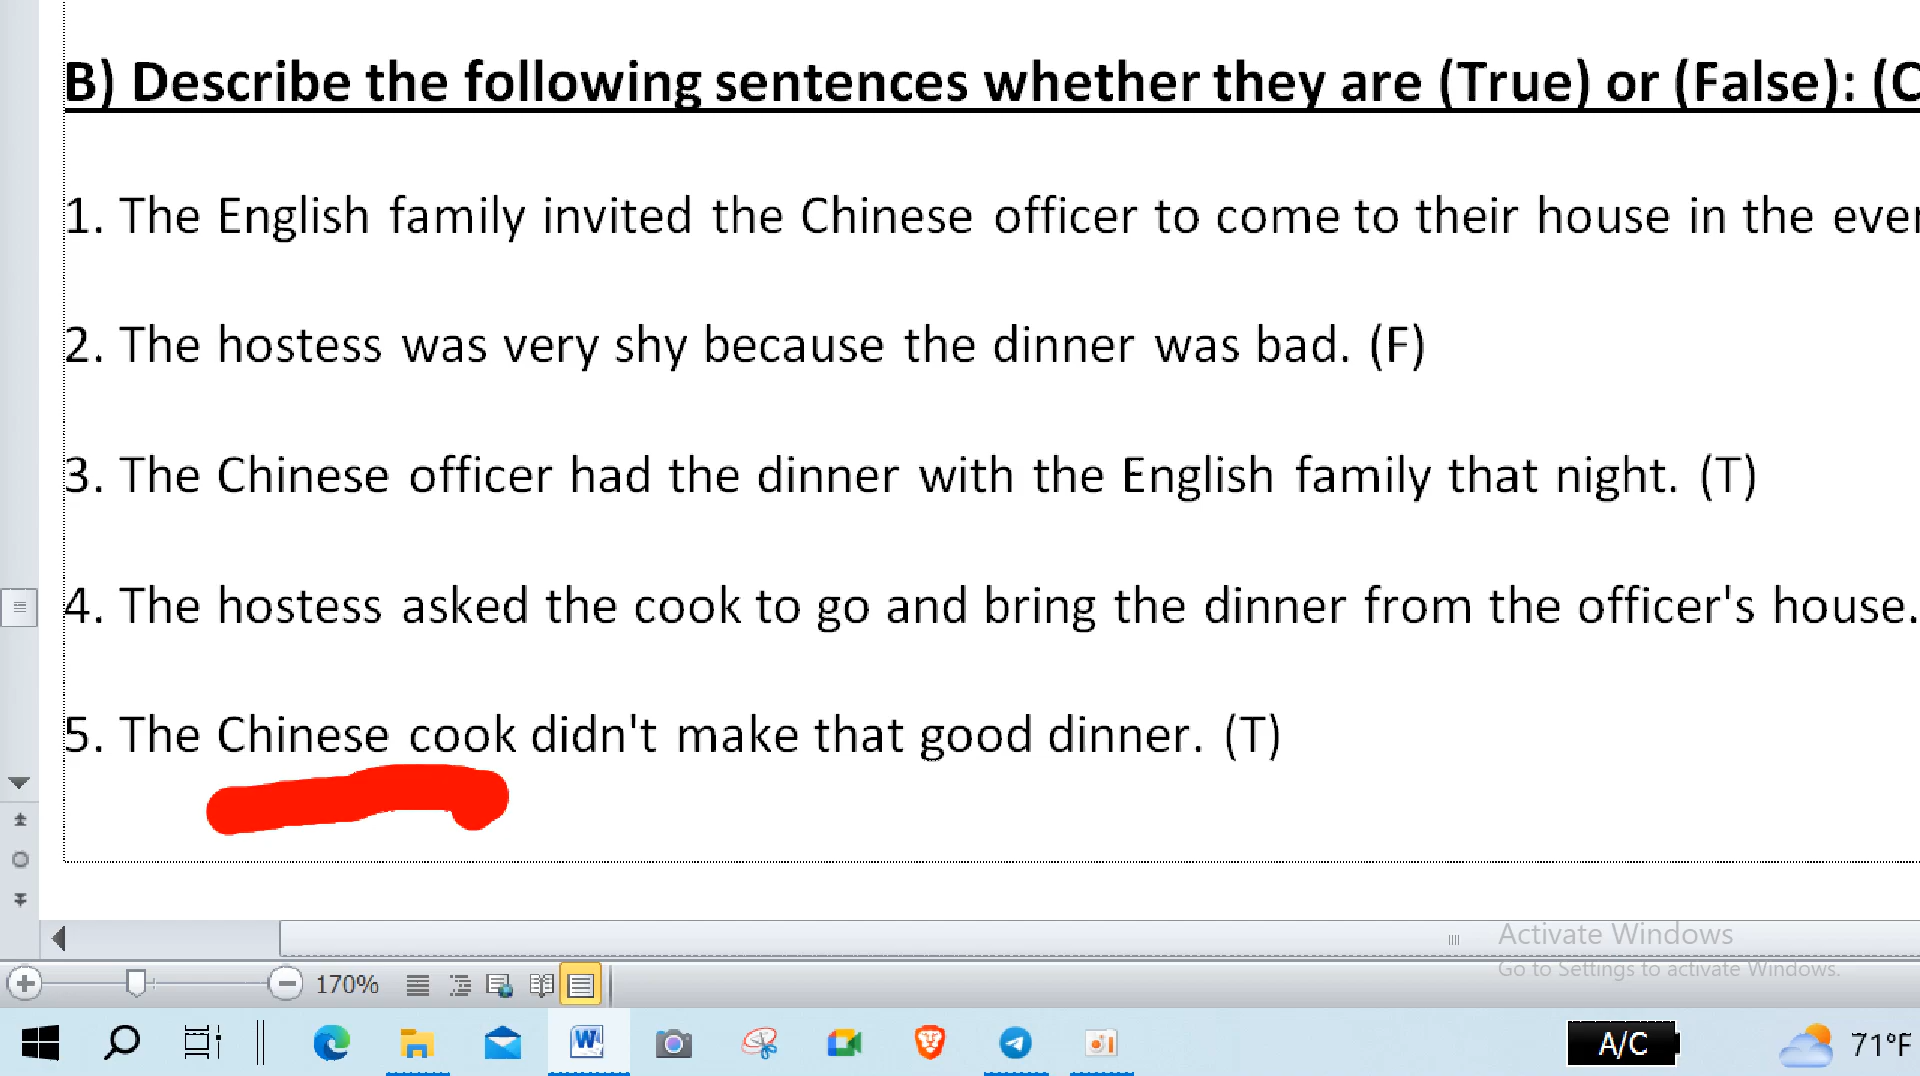 B) Describe the following sentences whether they are (True) or (False): (C
1. The English family invited the Chinese officer to come to their house in the ever
2. The hostess was very shy because the dinner was bad. (F)
3. The Chinese officer had the dinner with the English family that night. (T)
4. The hostess asked the cook to go and bring the dinner from the officer's house.
5. The Chinese cook didn't make that good dinner. (T)
Activate Windows
Go to Settings to activate Windows.
170%
A/C
71°F